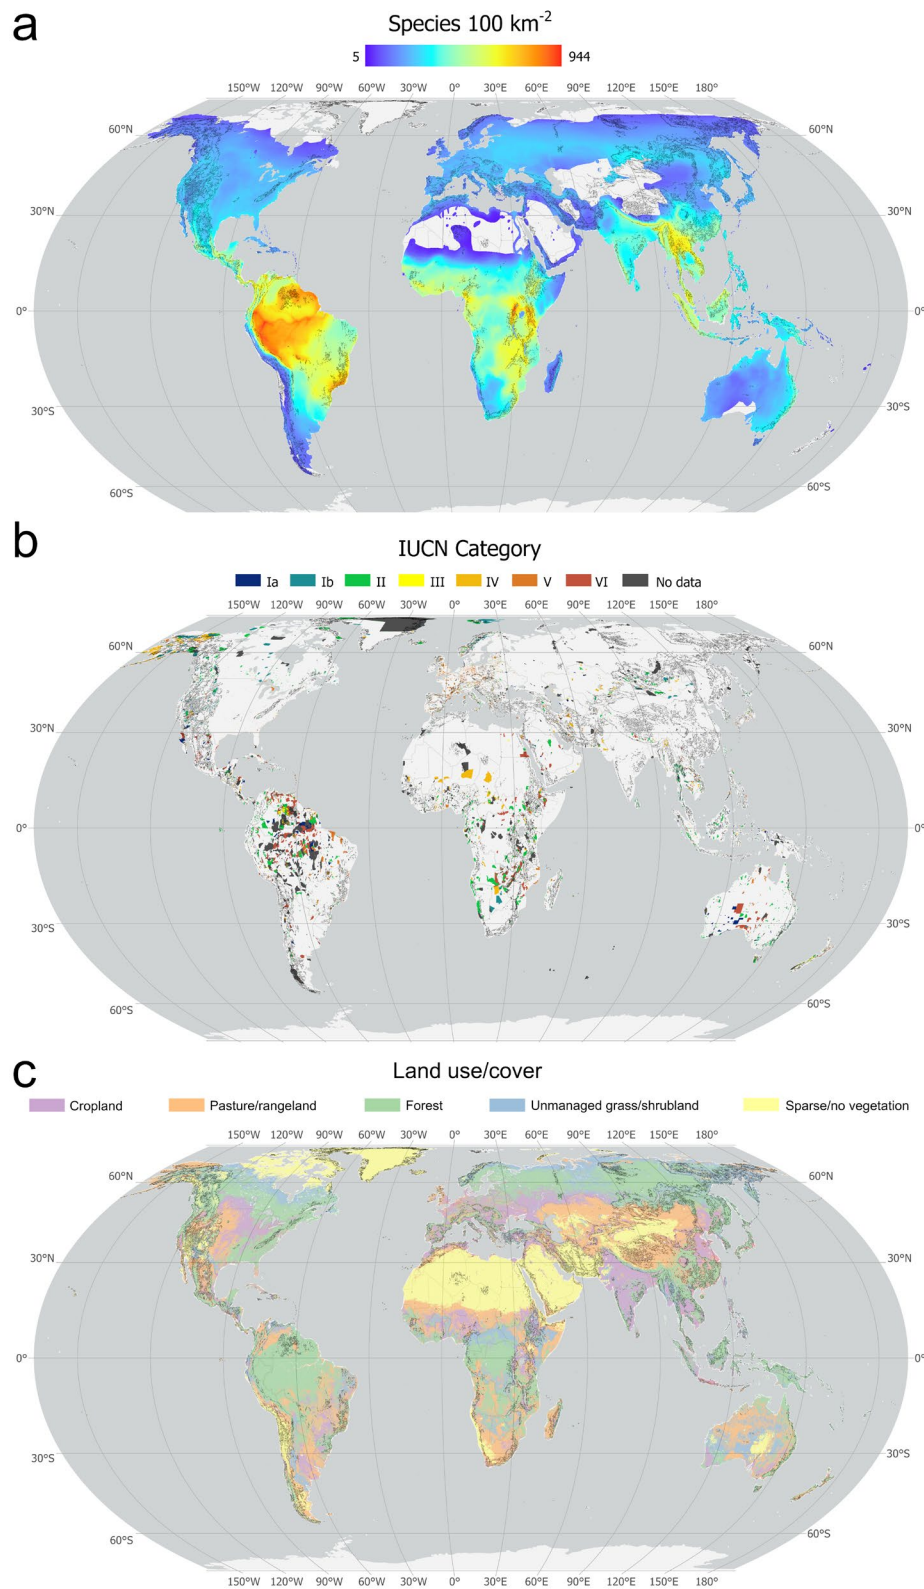 a
Species 100 km-2
5 944
150°W 120°W 90°W 60°W 30°W 0° 30°E 60°E 90°E 120°E 150°E 180°
60°N 60°N
30°N 30°N
0° 0°
30°S 30°S
60°S 60°S
b
IUCN Category
Ia Ib II III IV V VI No data
150°W 120°W 90°W 60°W 30°W 0° 30°E 60°E 90°E 120°E 150°E 180°
60°N 60°N
30°N 30°N
0° 0°
30°S 30°S
60°S 60°S
c
Land use/cover
Cropland Pasture/rangeland Forest Unmanaged grass/shrubland Sparse/no vegetation
150°W 120°W 90°W 60°W 30°W 0° 30°E 60°E 90°E 120°E 150°E 180°
60°N 60°N
30°N 30°N
0° 0°
30°S 30°S
60°S 60°S
150°W 120°W 90°W 60°W 30°W 0° 30°E 60°E 90°E 120°E 150°E 180°